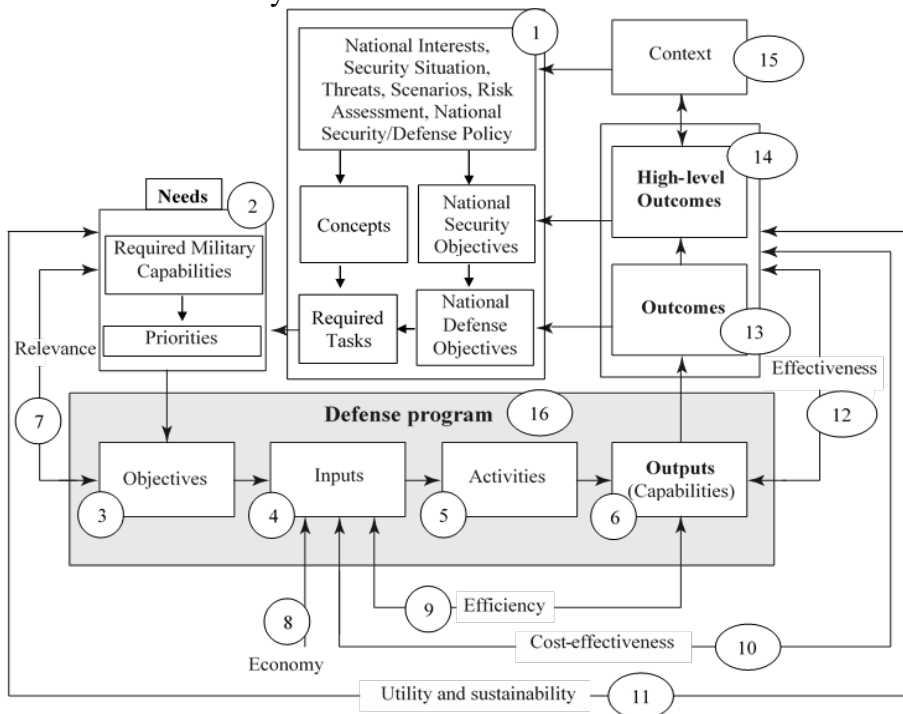 1
National Interests,
Security Situation,
Threats, Scenarios, Risk
Assessment, National
Security/Defense Policy
Context
15
14
High-level
Outcomes
Needs
2
Required Military
Capabilities
Priorities
Concepts
National
Security
Objectives
Required
Tasks
National
Defense
Objectives
Outcomes
13
Relevance
7
Effectiveness
12
Defense program
16
Objectives
3
Inputs
4
Activities
5
Outputs
(Capabilities)
6
8
Economy
9
Efficiency
Cost-effectiveness
10
Utility and sustainability
11